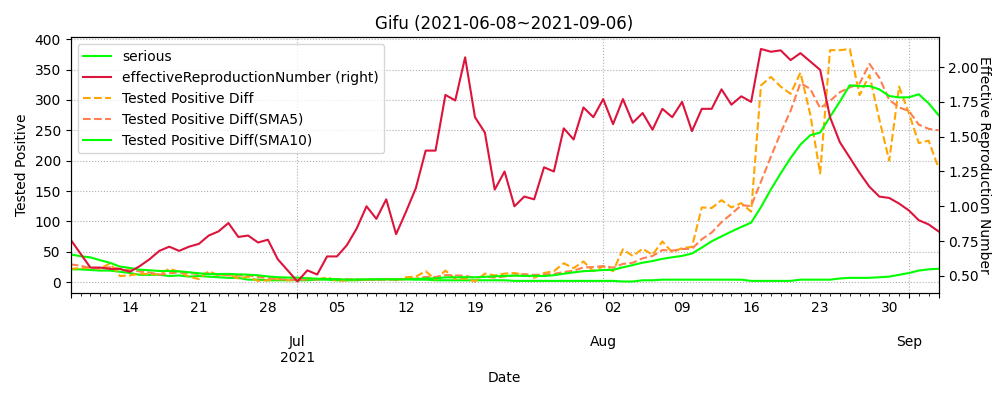 Gifu (2021-06-08~2021-09-06)
serious
effectiveReproductionNumber (right)
Tested Positive Diff
Tested Positive Diff(SMA5)
Tested Positive Diff(SMA10)
Tested Positive
400
350
300
250
200
150
100
50
0
2.00
1.75
1.50
1.25
1.00
0.75
0.50
Effective Reproduction Number
14 21 28 05 12 19 26 02 09 16 23 30
Jul Aug Sep
2021
Date